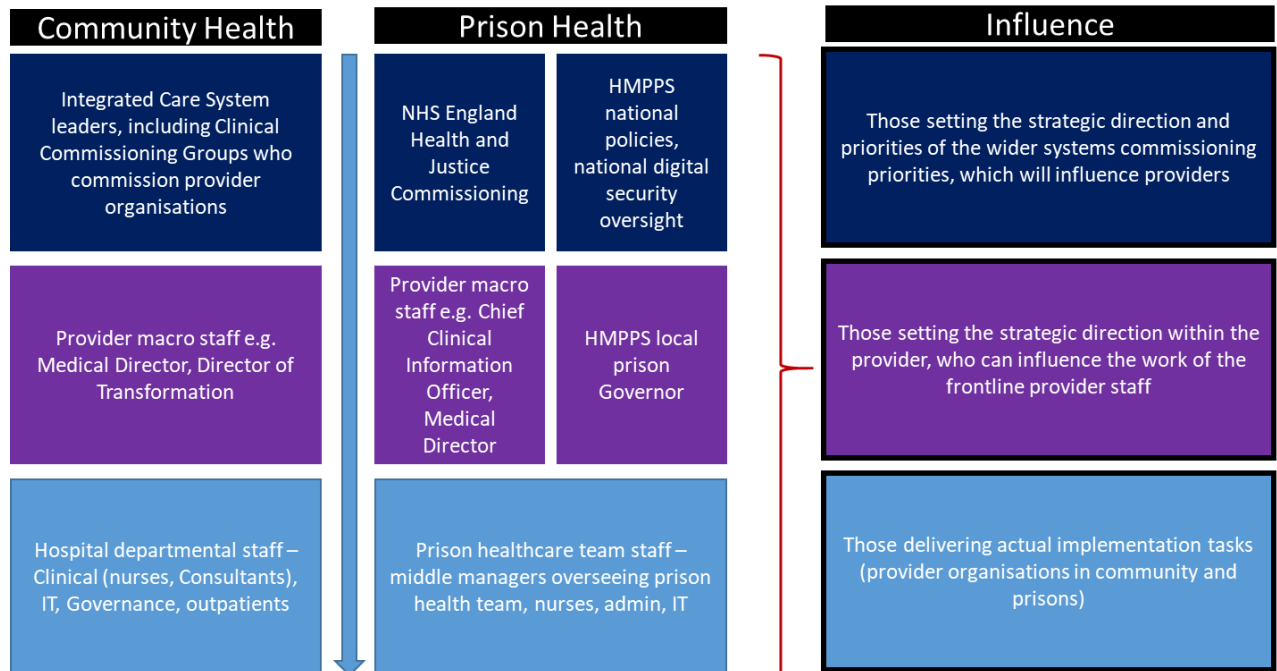 Community Health
Prison Health
Influence
Integrated Care System
leaders, including Clinical
Commissioning Groups who
commission provider
organisations
NHS England
Health and
Justice
Commissioning
HMPPS
national
policies,
national digital
security
oversight
Those setting the strategic direction and
priorities of the wider systems commissioning
priorities, which will influence providers
Provider macro staff e.g.
Medical Director, Director of
Transformation
Provider macro
staff e.g. Chief
Clinical
Information
Officer,
Medical
Director
HMPPS local
prison
Governor
Those setting the strategic direction within the
provider, who can influence the work of the
frontline provider staff
Hospital departmental staff –
Clinical (nurses, Consultants),
IT, Governance, outpatients
Prison healthcare team staff –
middle managers overseeing prison
health team, nurses, admin, IT
Those delivering actual implementation tasks
(provider organisations in community and
prisons)